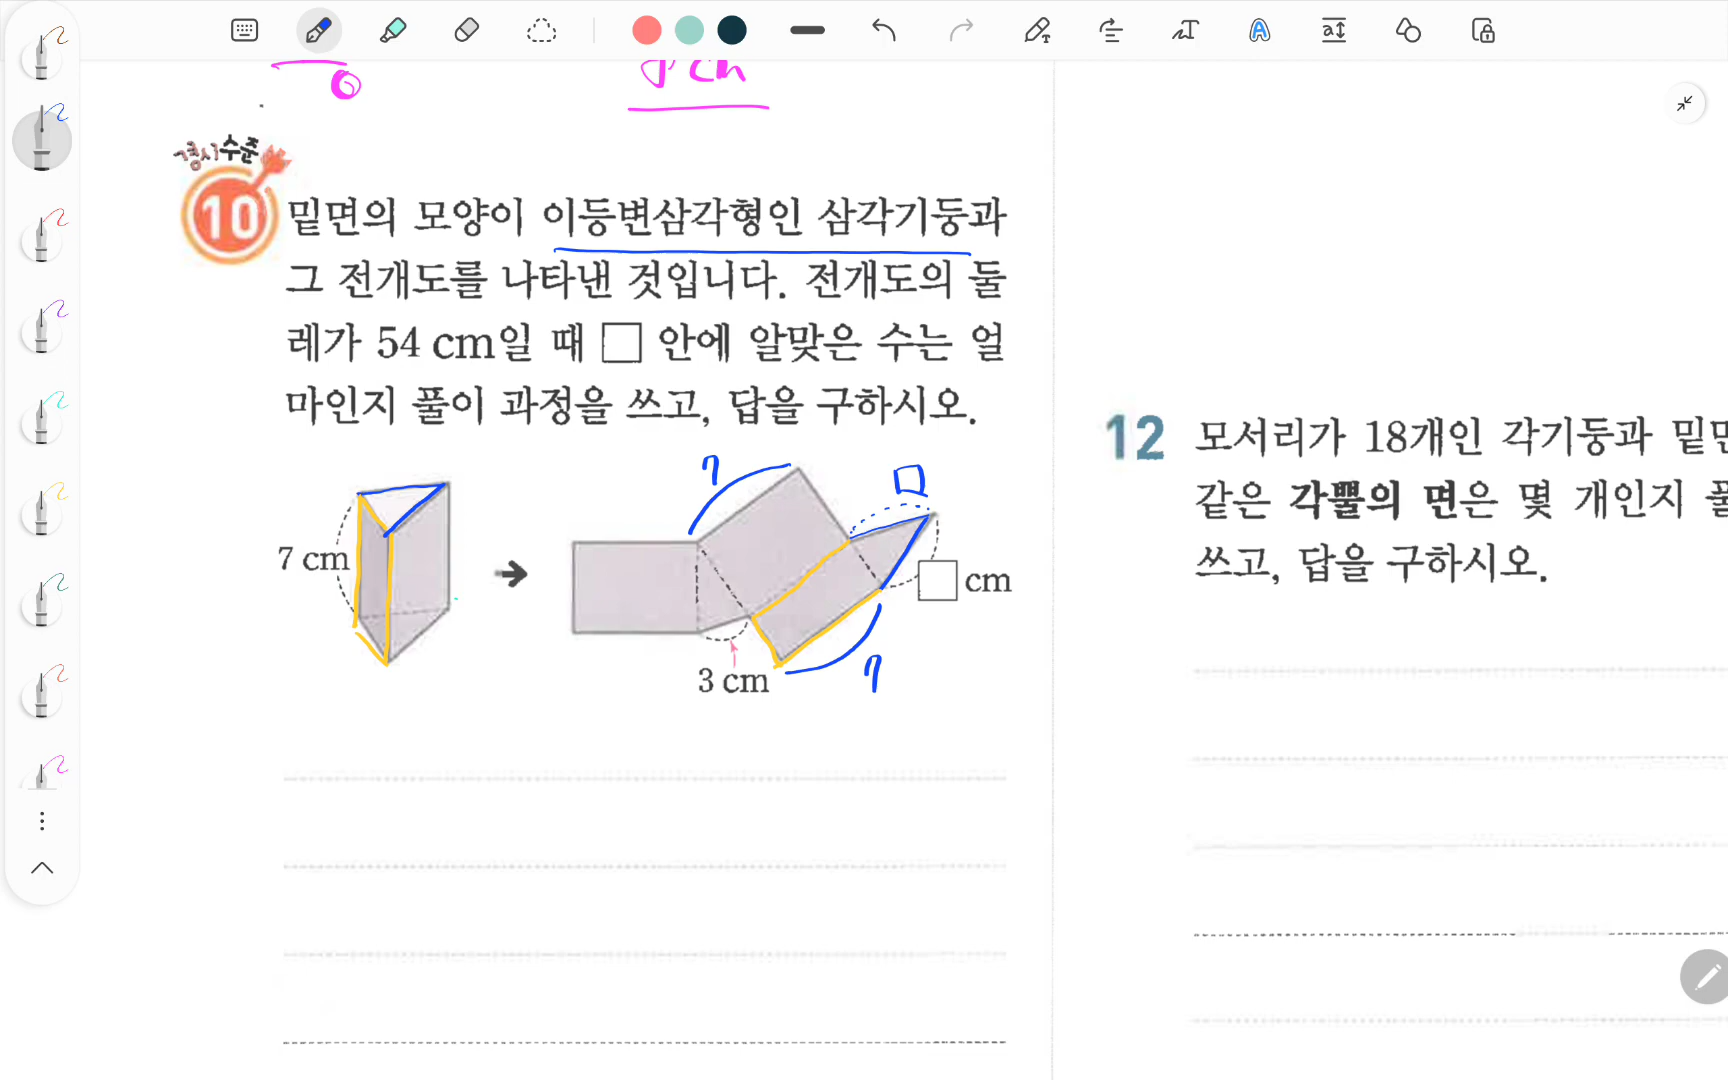 8 cm
경시수준
10 밑면의 모양이 이등변삼각형인 삼각기둥과
그 전개도를 나타낸 것입니다. 전개도의 둘
레가 54 cm일 때 □ 안에 알맞은 수는 얼
마인지 풀이 과정을 쓰고, 답을 구하시오.
7
□
7 cm
□ cm
3 cm
7
12 모서리가 18개인 각기둥과 밑면
같은 각뿔의 면은 몇 개인지 풀
쓰고, 답을 구하시오.